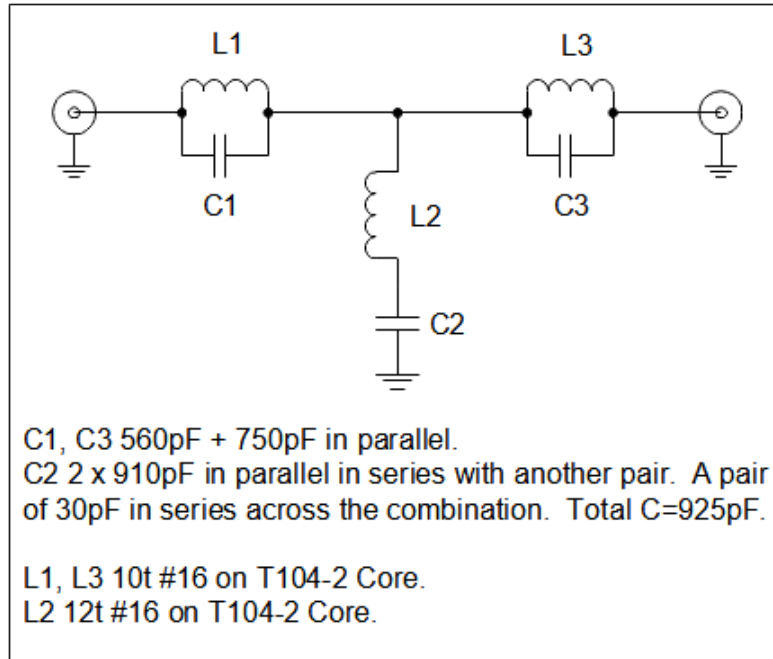 L1
L3
C1
C3
L2
C2
C1, C3 560pF + 750pF in parallel.
C2 2 x 910pF in parallel in series with another pair.  A pair
of 30pF in series across the combination.  Total C=925pF.
L1, L3 10t #16 on T104-2 Core.
L2 12t #16 on T104-2 Core.